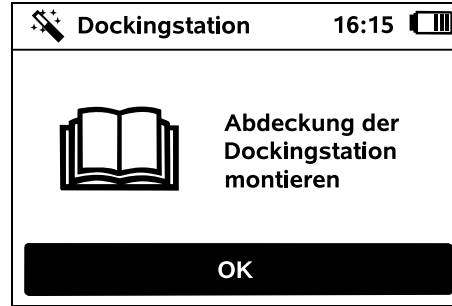 Dockingstation 16:15
Abdeckung der
Dockingstation
montieren
OK